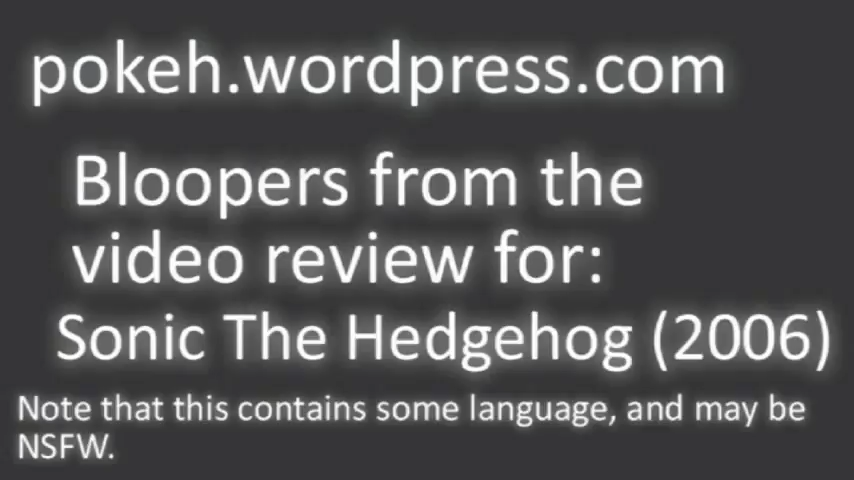 pokeh.wordpress.com
Bloopers from the
video review for:
Sonic The Hedgehog (2006)
Note that this contains some language, and may be
NSFW.